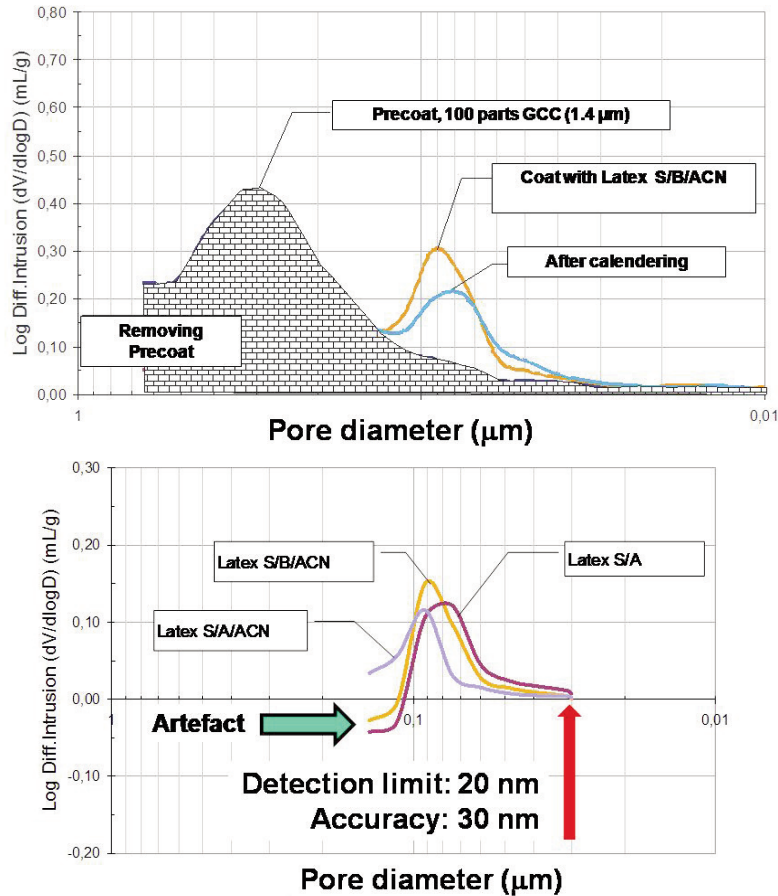 0,80
0,70
0,60
0,50
0,40
0,30
0,20
0,10
0,00
Log Diff.Intrusion (dV/dlogD) (mL/g)
Precoat, 100 parts GCC (1.4 µm)
Coat with Latex S/B/ACN
After calendering
Removing
Precoat
1
0,1
0,01
Pore diameter (µm)
0,30
0,20
0,10
0,00
-0,10
-0,20
Log Diff.Intrusion (dV/dlogD) (mL/g)
Latex S/B/ACN
Latex S/A
Latex S/A/ACN
1
0,1
0,01
Artefact
Detection limit: 20 nm
Accuracy: 30 nm
Pore diameter (µm)